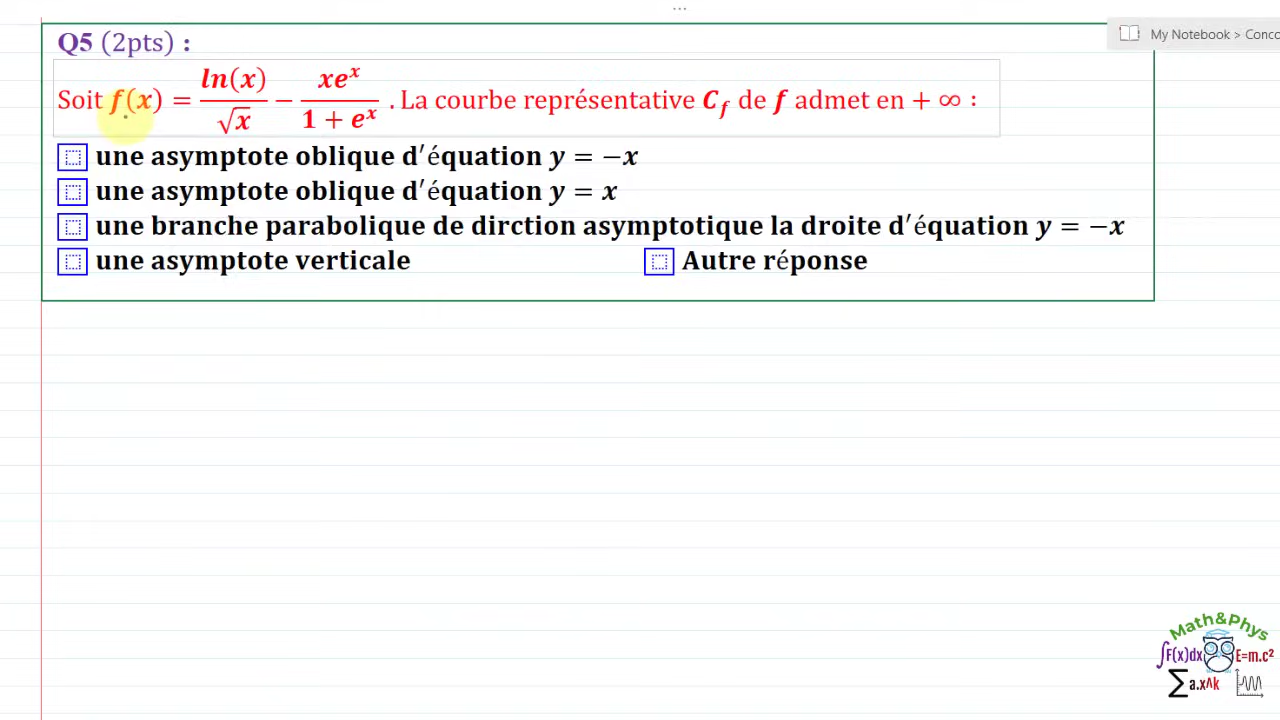 ...
My Notebook > Conco
Q5 (2pts) :
Soit f(x) = ln(x)/√x − xe^x/(1 + e^x) . La courbe représentative C_f de f admet en + ∞ :
une asymptote oblique d′équation y = −x
une asymptote oblique d′équation y = x
une branche parabolique de dirction asymptotique la droite d′équation y = −x
une asymptote verticale Autre réponse
Math&Phys
∫F(x)dx E=m.c²
∑ a.x^k